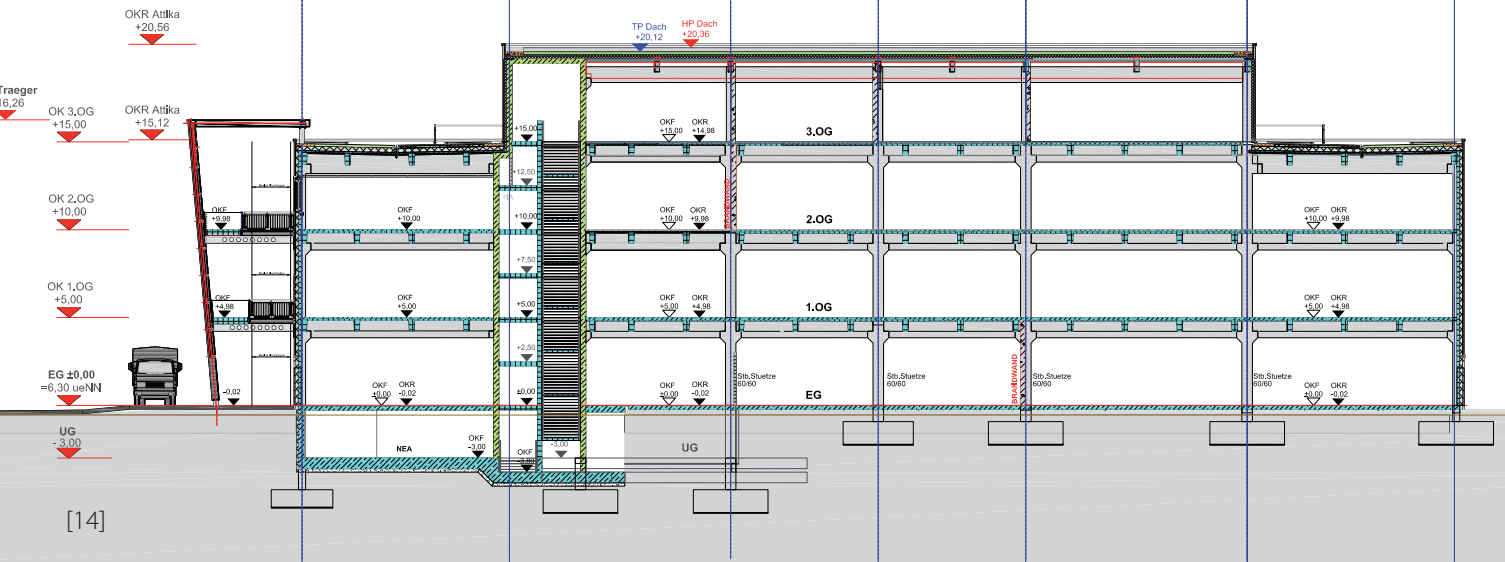 OKR Attika
+20,56
TP Dach
+20,12
HP Dach
+20,36
Traeger
16,26
OK 3.OG
+15,00
OKR Attika
+15,12
+15,00
OKF
+15,00
OKR
+14,98
3.OG
+12,50
NA
OK 2.OG
+10,00
OKF
+9,98
OKF
+10,00
+10,00
OKF
+10,00
OKR
+9,98
BRANDWAND
2.OG
OKF
+10,00
OKR
+9,98
+7,50
OK 1.OG
+5,00
OKF
+4,98
OKF
+5,00
+5,00
OKF
+5,00
OKR
+4,98
1.OG
OKF
+5,00
OKR
+4,98
+2,50
EG ±0,00
=6,30 ueNN
-0,02
OKF
±0,00
OKR
-0,02
±0,00
OKF
±0,00
OKR
-0,02
Stb.Stuetze
60/60
EG
Stb.Stuetze
60/60
BRANDWAND
Stb.Stuetze
60/60
Stb.Stuetze
60/60
OKF
±0,00
OKR
-0,02
UG
- 3,00
NEA
OKF
-3,00
OKF
-3,00
UG
[14]